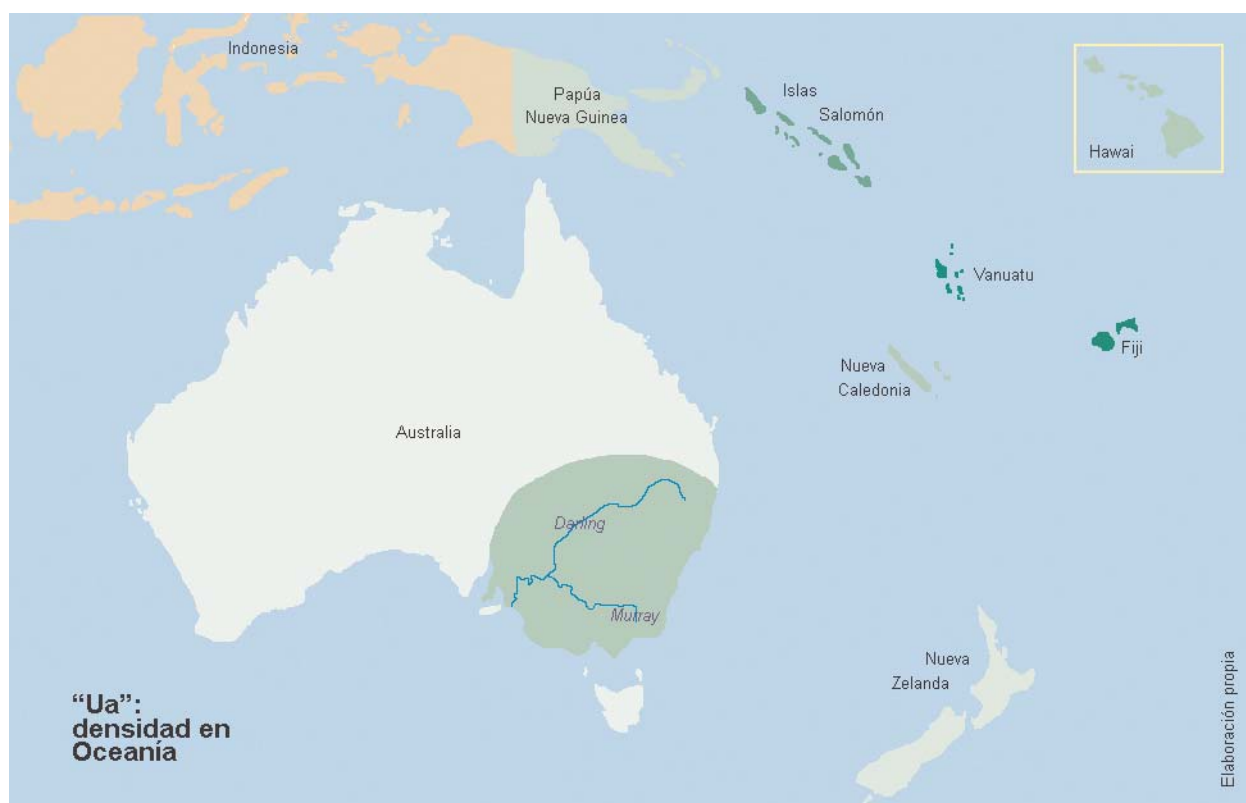 Indonesia
Papúa
Nueva Guinea
Islas
Salomón
Hawai
Vanuatu
Fiji
Nueva
Caledonia
Australia
Darling
Murray
Nueva
Zelanda
“Ua”:
densidad en
Oceanía
Elaboración propia